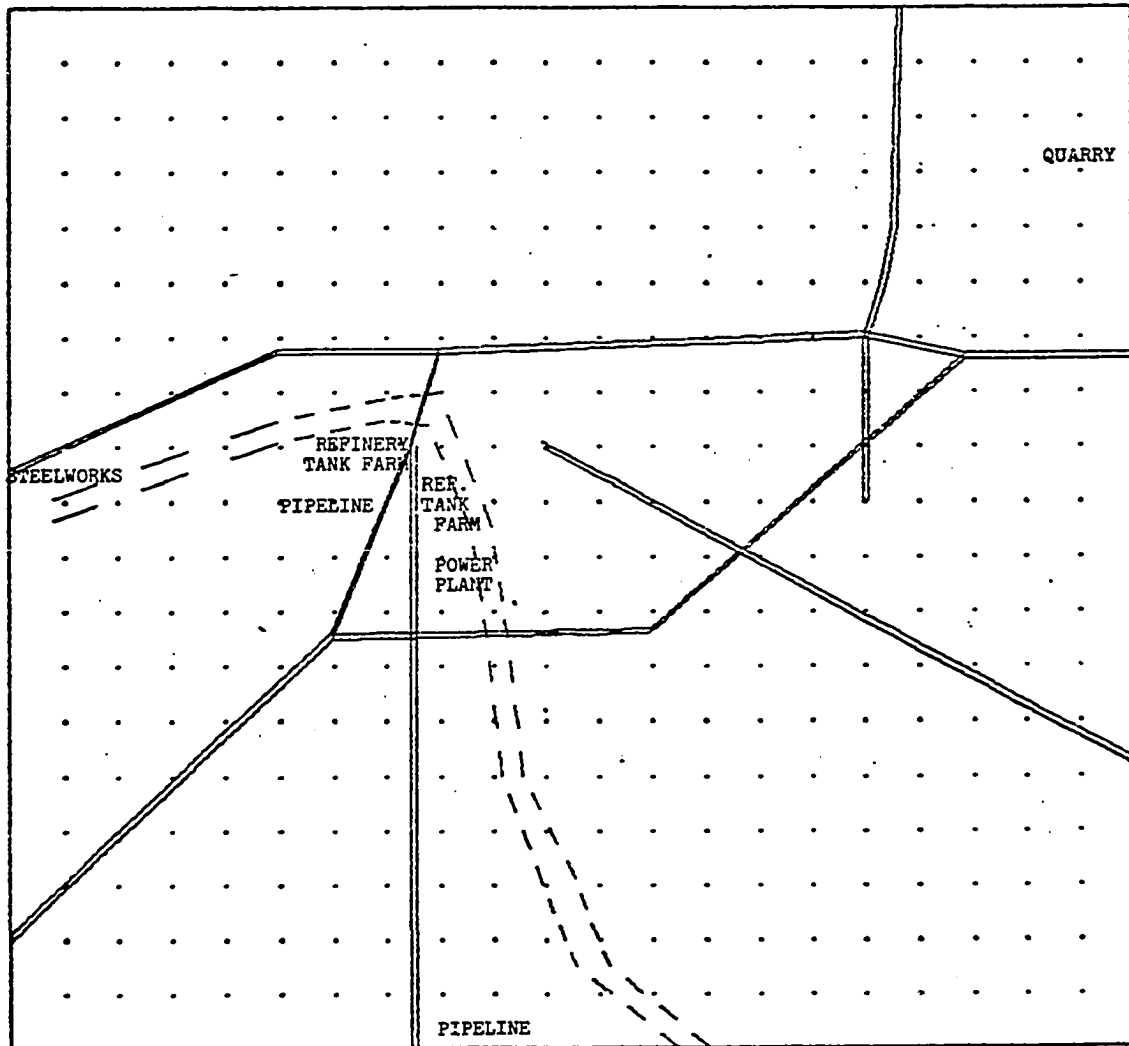 QUARRY
REFINERY
TANK FARM
STEELWORKS
PIPELINE
REF.
TANK
FARM
POWER
PLANT
PIPELINE